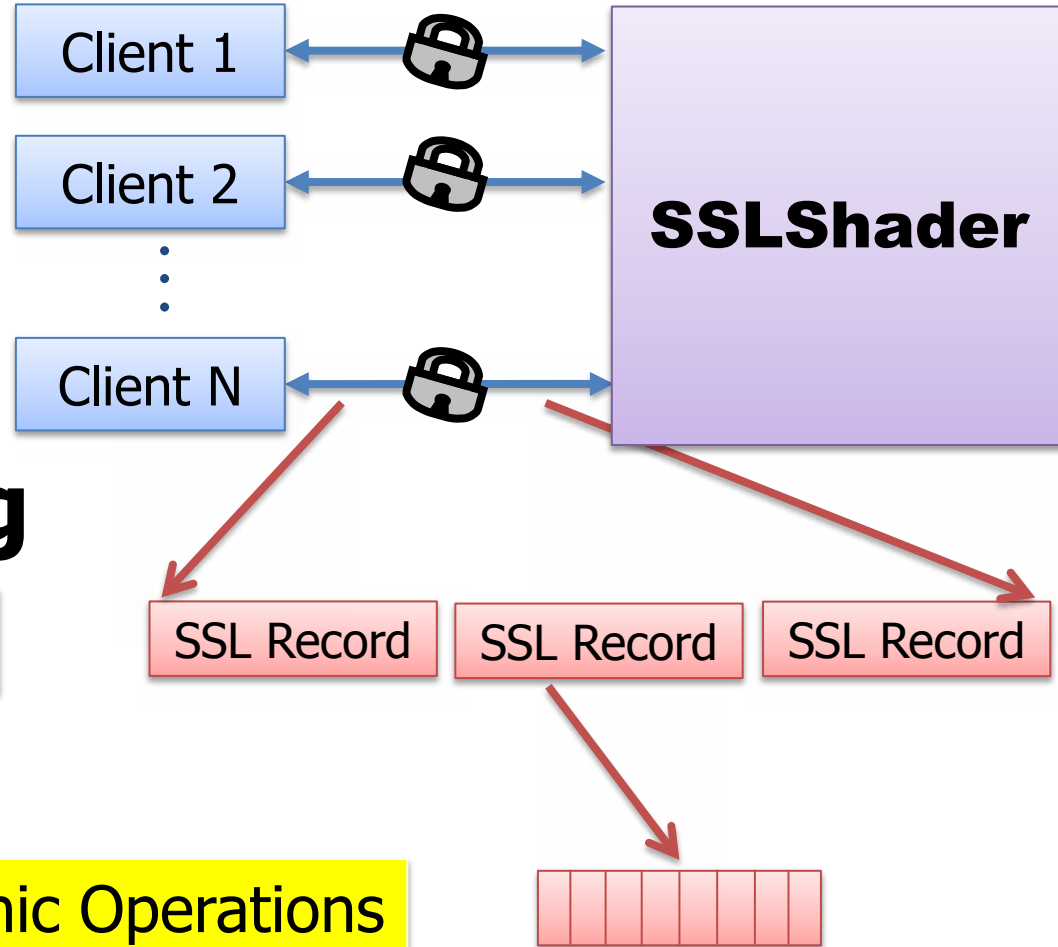 Client 1
Client 2
SSLShader
Client N
g
SSL Record
SSL Record
SSL Record
nic Operations